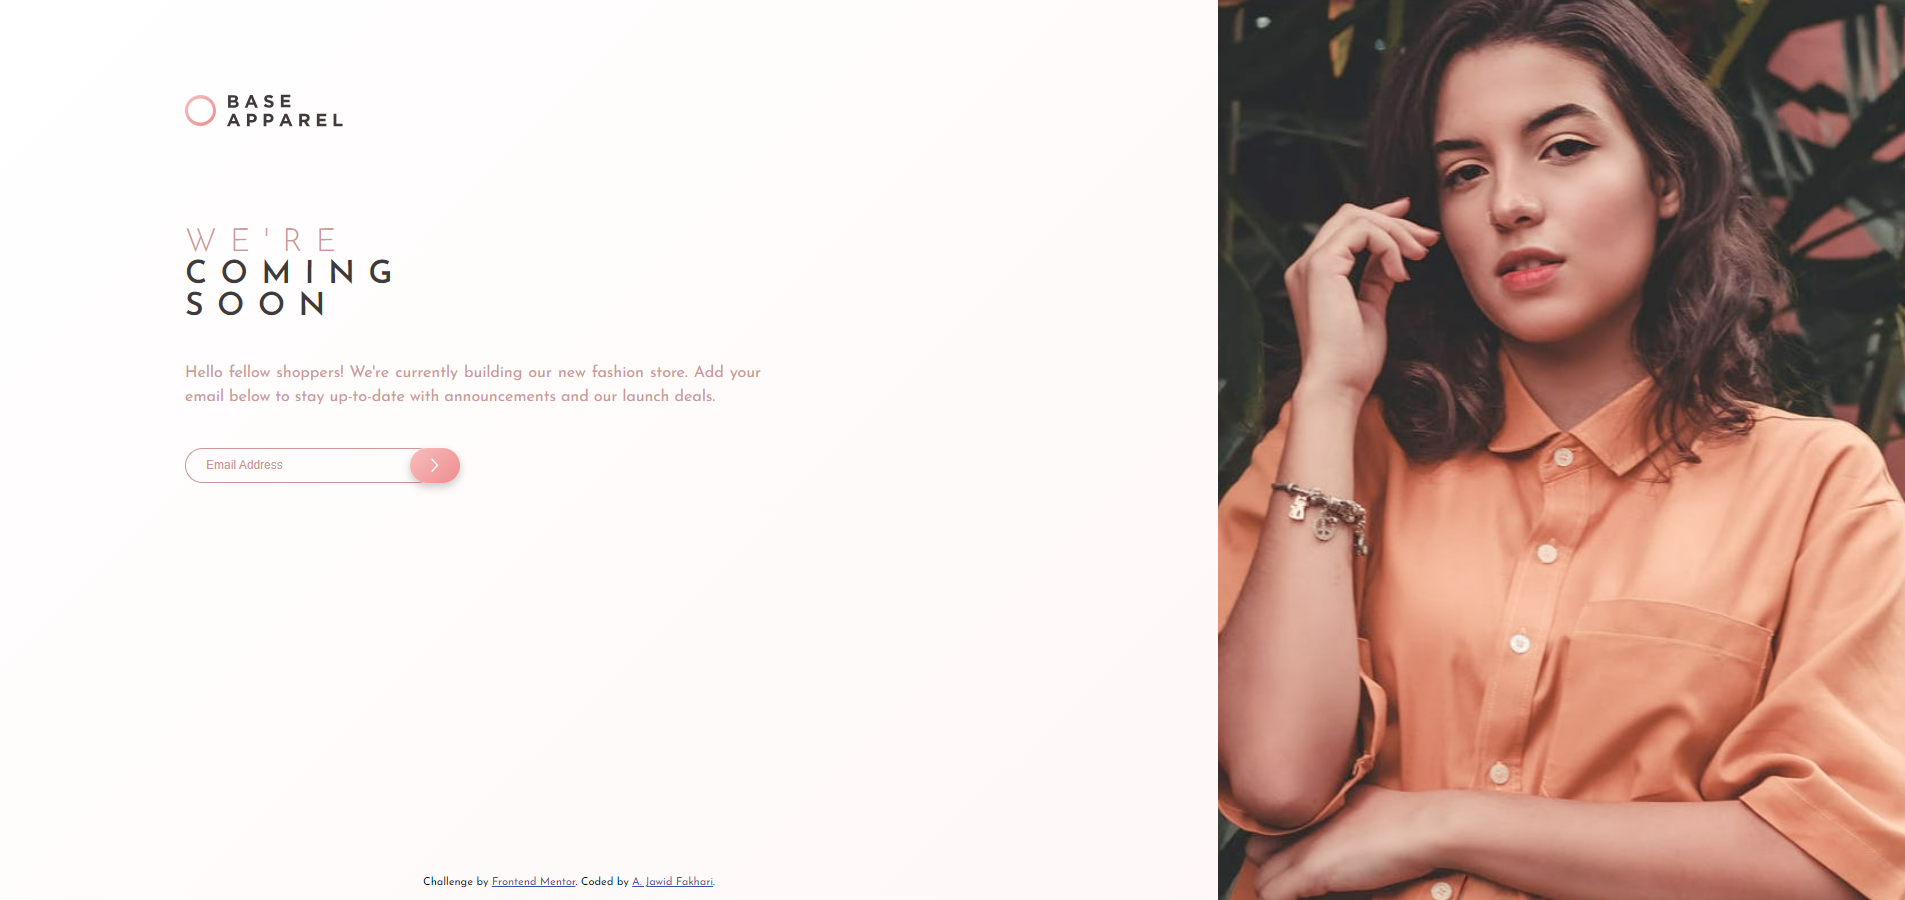 BASE
APPAREL
WE'RE
COMING
SOON
Hello fellow shoppers! We're currently building our new fashion store. Add your
email below to stay up-to-date with announcements and our launch deals.
Email Address
Challenge by Frontend Mentor. Coded by A. Jawid Fakhari.